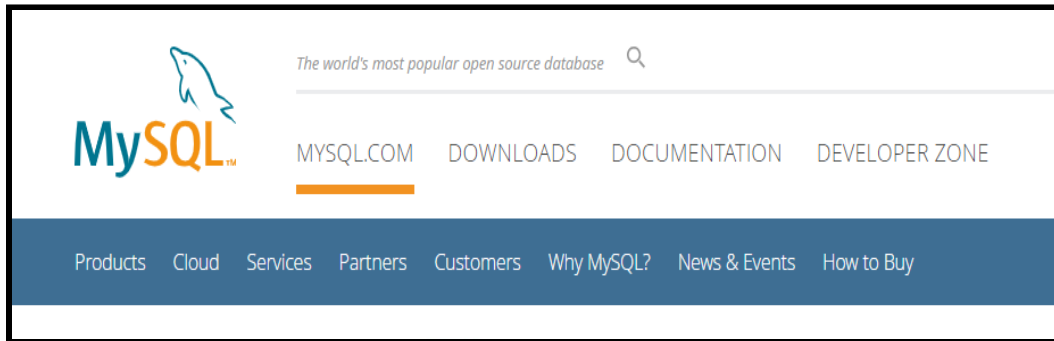 The world's most popular open source database
MySQL™
MYSQL.COM DOWNLOADS DOCUMENTATION DEVELOPER ZONE
Products Cloud Services Partners Customers Why MySQL? News & Events How to Buy